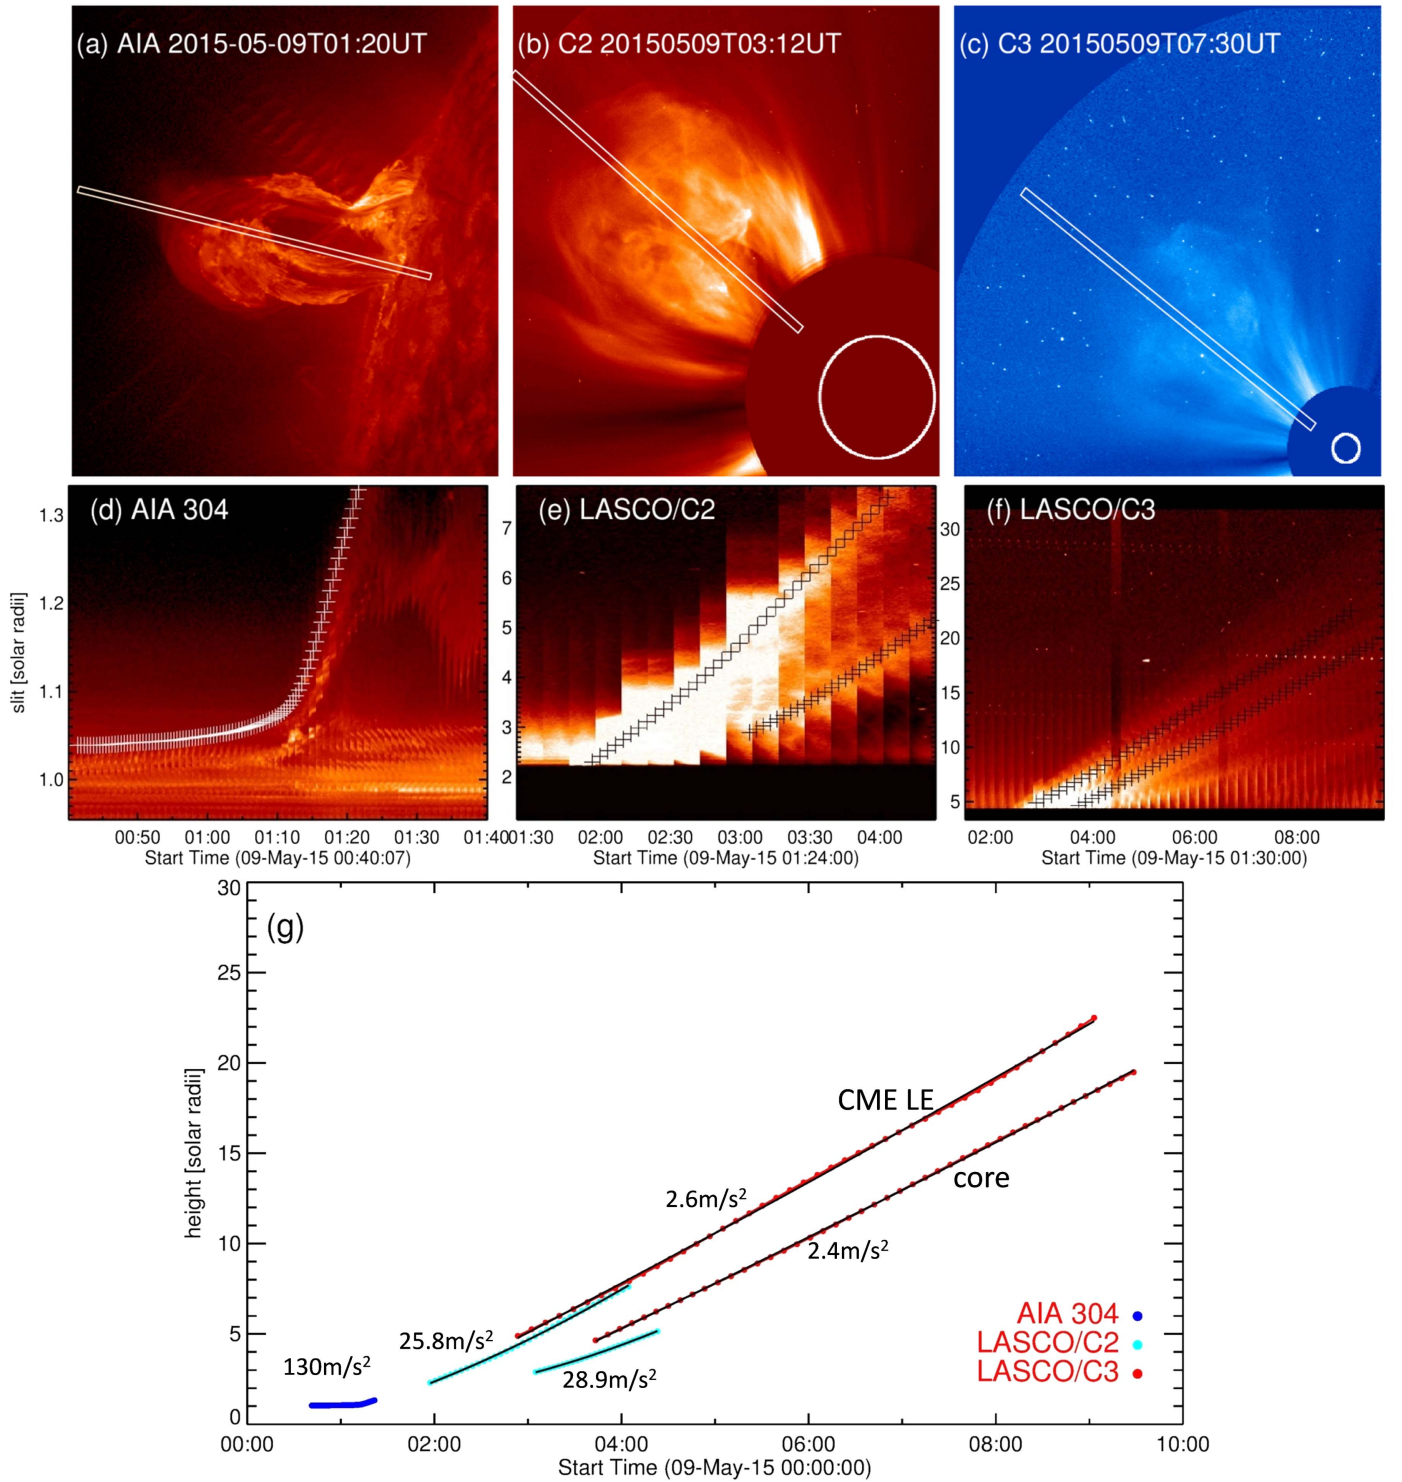 (a) AIA 2015-05-09T01:20UT
(b) C2 20150509T03:12UT
(c) C3 20150509T07:30UT
(d) AIA 304
slit [solar radii]
1.3
1.2
1.1
1.0
00:50 01:00 01:10 01:20 01:30 01:40
Start Time (09-May-15 00:40:07)
(e) LASCO/C2
7
6
5
4
3
2
01:30 02:00 02:30 03:00 03:30 04:00
Start Time (09-May-15 01:24:00)
(f) LASCO/C3
30
25
20
15
10
5
02:00 04:00 06:00 08:00
Start Time (09-May-15 01:30:00)
(g)
height [solar radii]
30
25
20
15
10
5
0
CME LE
core
2.6m/s²
2.4m/s²
25.8m/s²
28.9m/s²
130m/s²
AIA 304
LASCO/C2
LASCO/C3
00:00 02:00 04:00 06:00 08:00 10:00
Start Time (09-May-15 00:00:00)